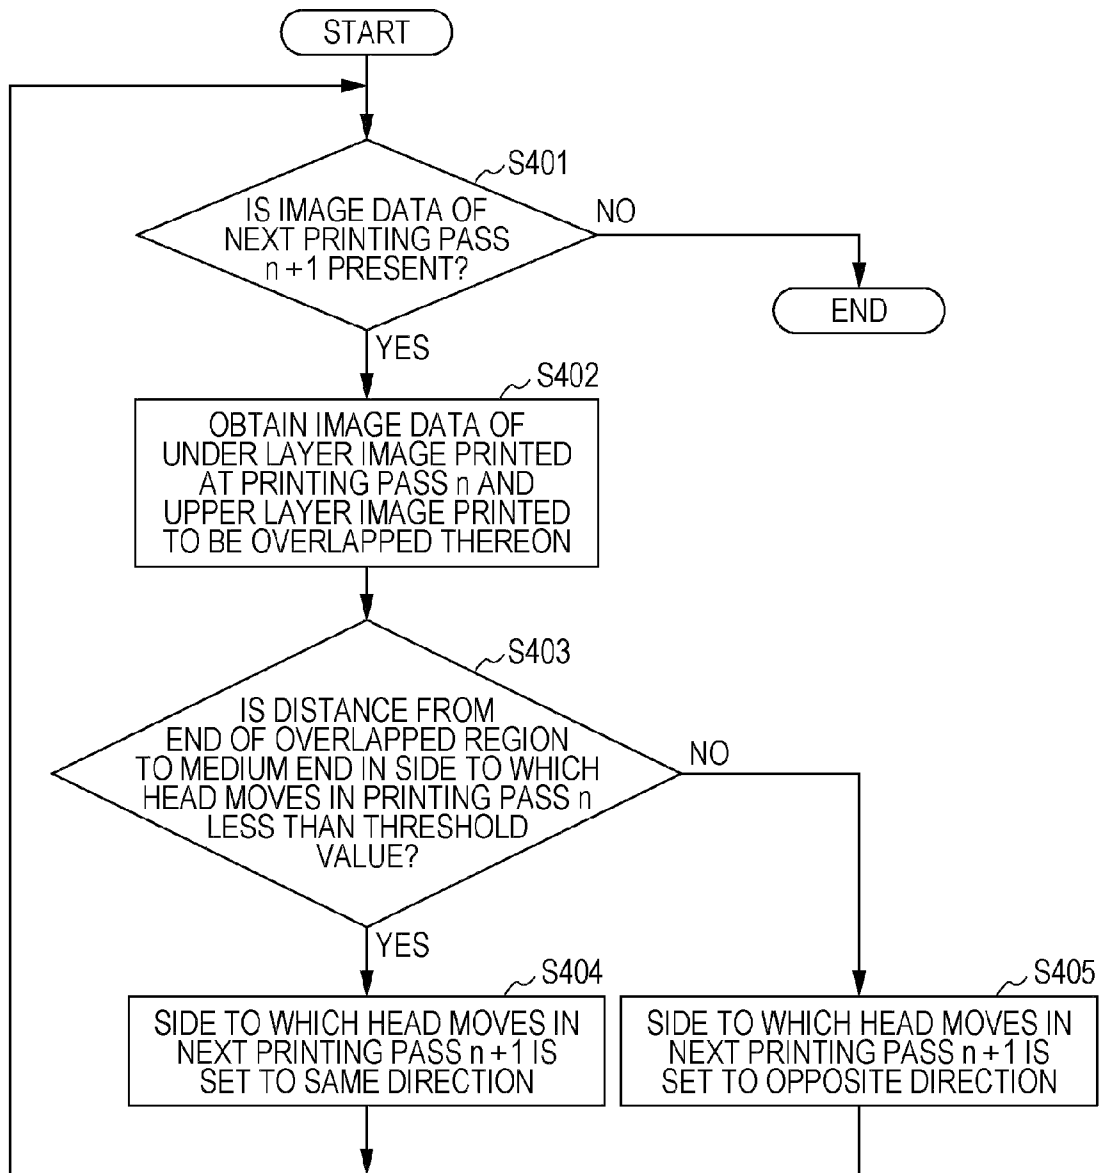 START
S401
IS IMAGE DATA OF
NEXT PRINTING PASS
n+1 PRESENT?
NO
END
YES
S402
OBTAIN IMAGE DATA OF
UNDER LAYER IMAGE PRINTED
AT PRINTING PASS n AND
UPPER LAYER IMAGE PRINTED
TO BE OVERLAPPED THEREON
S403
IS DISTANCE FROM
END OF OVERLAPPED REGION
TO MEDIUM END IN SIDE TO WHICH
HEAD MOVES IN PRINTING PASS n
LESS THAN THRESHOLD
VALUE?
NO
YES
S404
SIDE TO WHICH HEAD MOVES IN
NEXT PRINTING PASS n+1 IS
SET TO SAME DIRECTION
S405
SIDE TO WHICH HEAD MOVES IN
NEXT PRINTING PASS n+1 IS
SET TO OPPOSITE DIRECTION